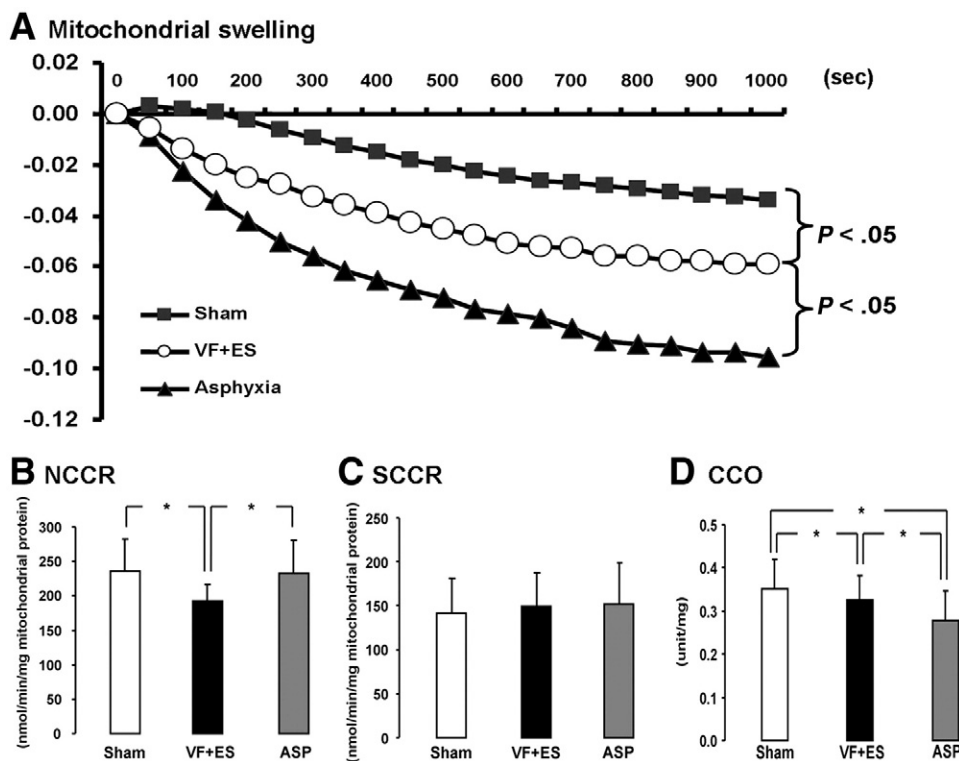 A Mitochondrial swelling
0.02
0 100 200 300 400 500 600 700 800 900 1000 (sec)
0.00
-0.02
-0.04
-0.06
-0.08
-0.10
-0.12
P < .05
P < .05
Sham
VF+ES
Asphyxia
B NCCR
(nmol/min/mg mitochondrial protein)
300
250
200
150
100
50
0
* *
Sham VF+ES ASP
C SCCR
(nmol/min/mg mitochondrial protein)
250
200
150
100
50
0
Sham VF+ES ASP
D CCO
(unit/mg)
0.5
0.4
0.3
0.2
0.1
0.0
*
* *
Sham VF+ES ASP